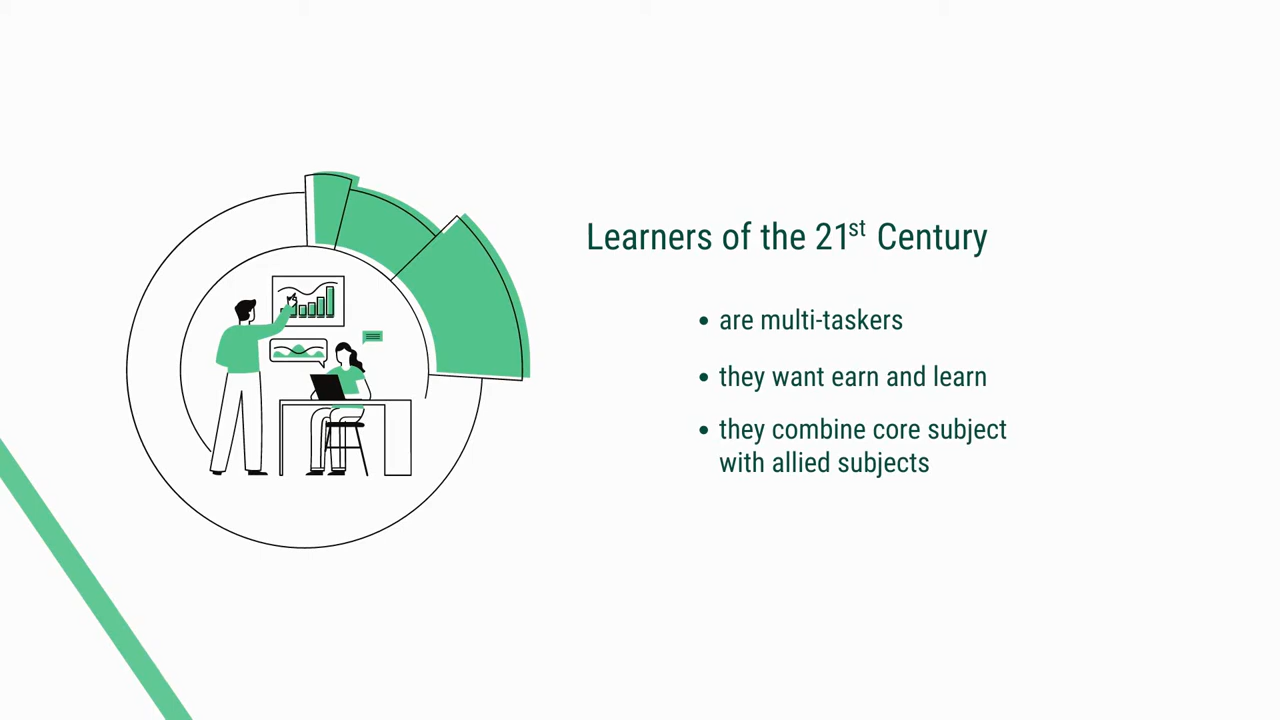 Learners of the 21st Century
• are multi-taskers
• they want earn and learn
• they combine core subject
with allied subjects